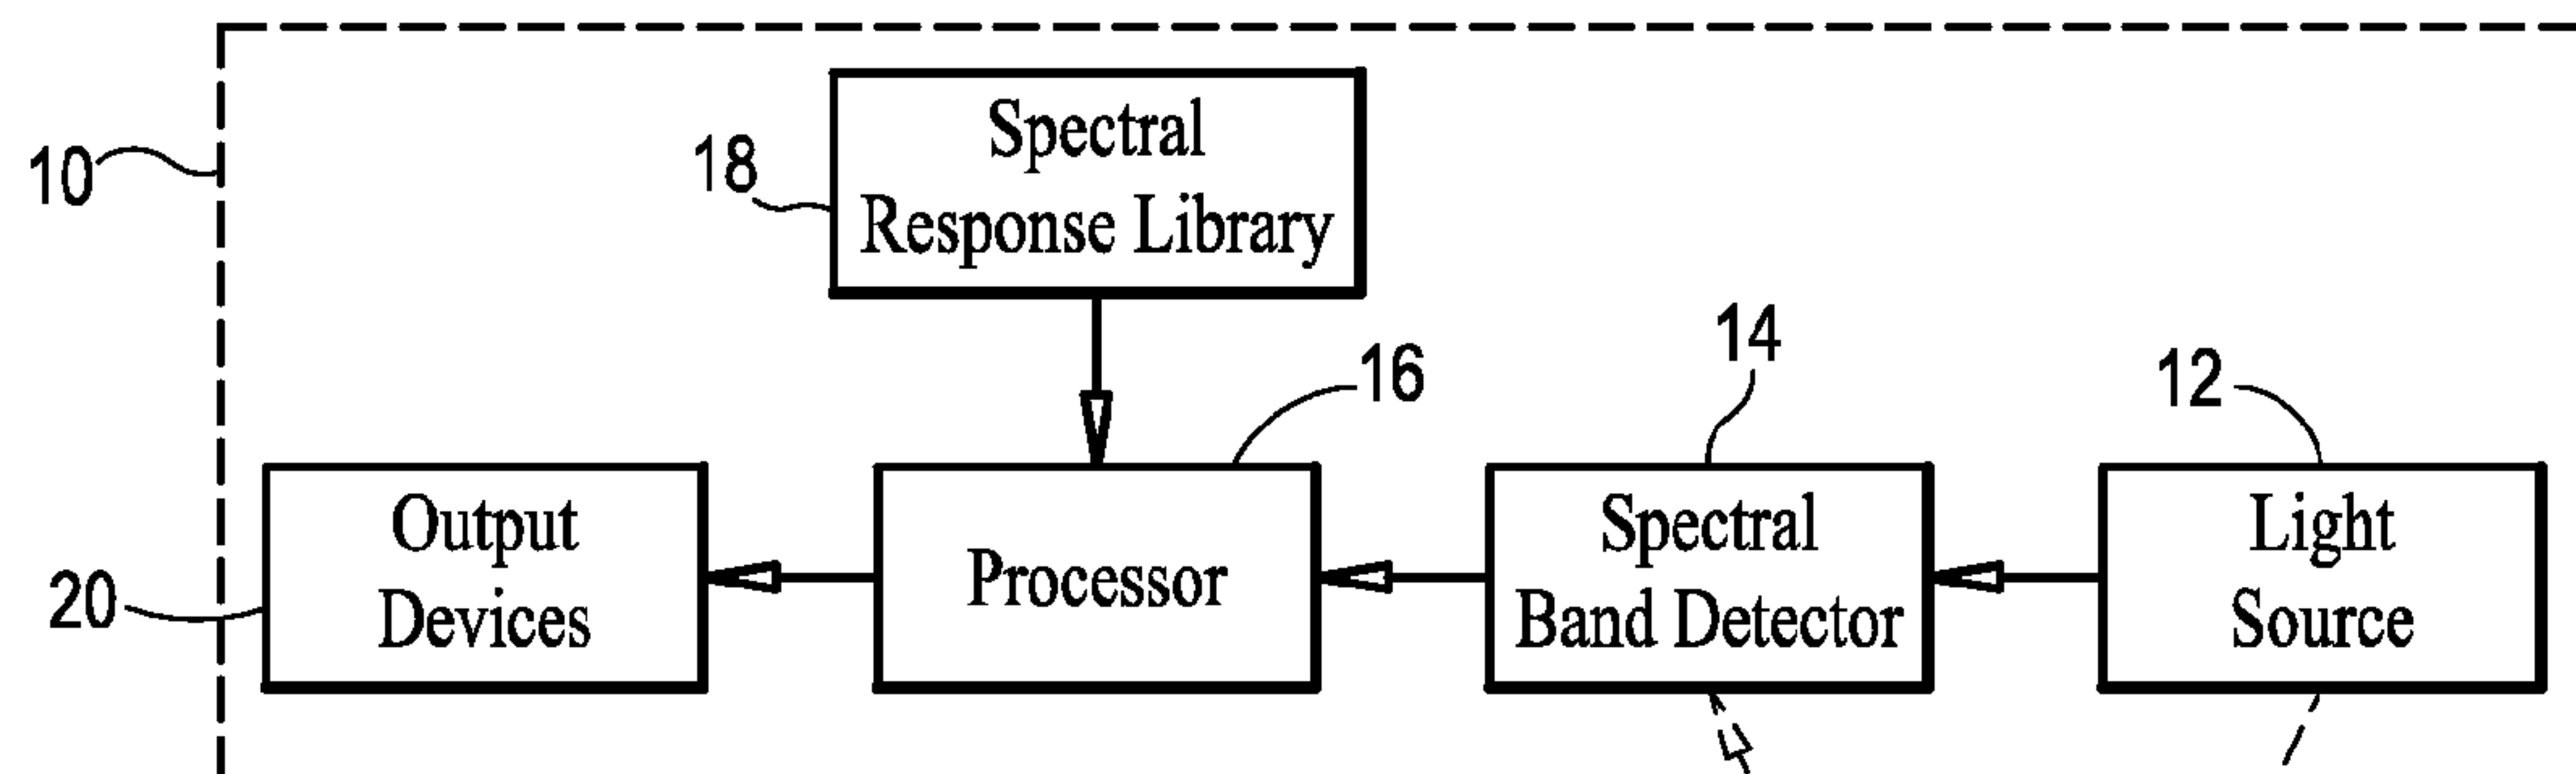 10
18
Spectral
Response Library
16
14
12
20
Output
Devices
Processor
Spectral
Band Detector
Light
Source